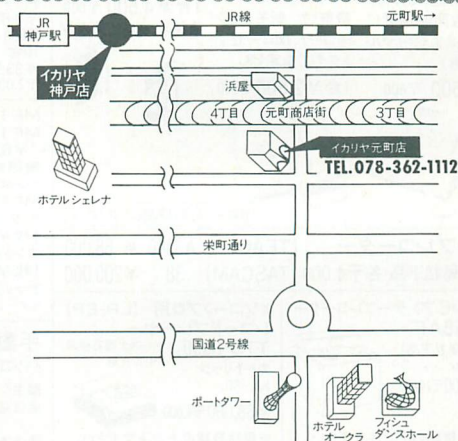 JR線
元町駅→
JR
神戸駅
イカリヤ
神戸店
浜屋
4丁目
元町商店街
3丁目
イカリヤ元町店
TEL.078-362-1112
ホテル シェレナ
栄町通り
国道2号線
ポートタワー
ホテル
オークラ
フィシュ
ダンスホール